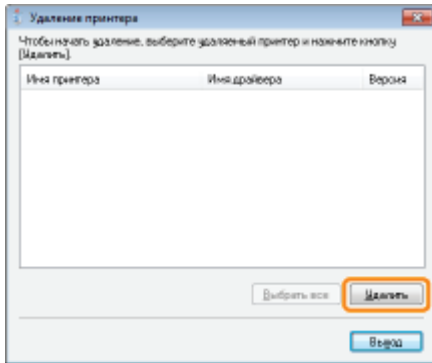 Удаление принтера
Чтобы начать удаление, выберите удаляемый принтер и нажмите кнопку
[Удалить].
Имя принтера Имя драйвера Версия
Выбрать все Удалить
Выход